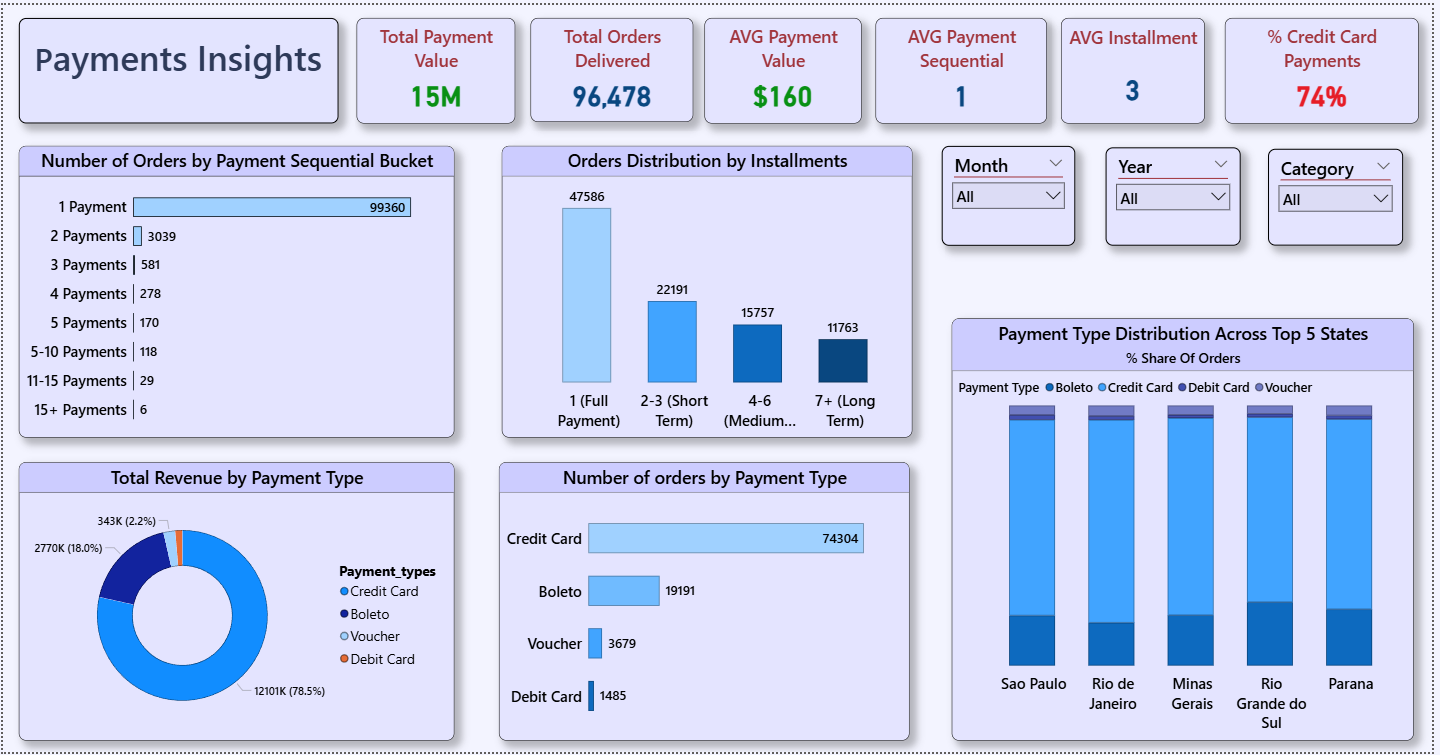 Payments Insights
Total Payment
Value
15M
Total Orders
Delivered
96,478
AVG Payment
Value
$160
AVG Payment
Sequential
1
AVG Installment
3
% Credit Card
Payments
74%
Number of Orders by Payment Sequential Bucket
1 Payment 99360
2 Payments 3039
3 Payments 581
4 Payments 278
5 Payments 170
5-10 Payments 118
11-15 Payments 29
15+ Payments 6
Orders Distribution by Installments
47586
22191
15757
11763
1 (Full
Payment)
2-3 (Short
Term)
4-6
(Medium...
7+ (Long
Term)
Month
All
Year
All
Category
All
Payment Type Distribution Across Top 5 States
% Share Of Orders
Payment Type Boleto Credit Card Debit Card Voucher
Sao Paulo
Rio de
Janeiro
Minas
Gerais
Rio
Grande do
Sul
Parana
Total Revenue by Payment Type
343K (2.2%)
2770K (18.0%)
12101K (78.5%)
Payment_types
Credit Card
Boleto
Voucher
Debit Card
Number of orders by Payment Type
Credit Card 74304
Boleto 19191
Voucher 3679
Debit Card 1485